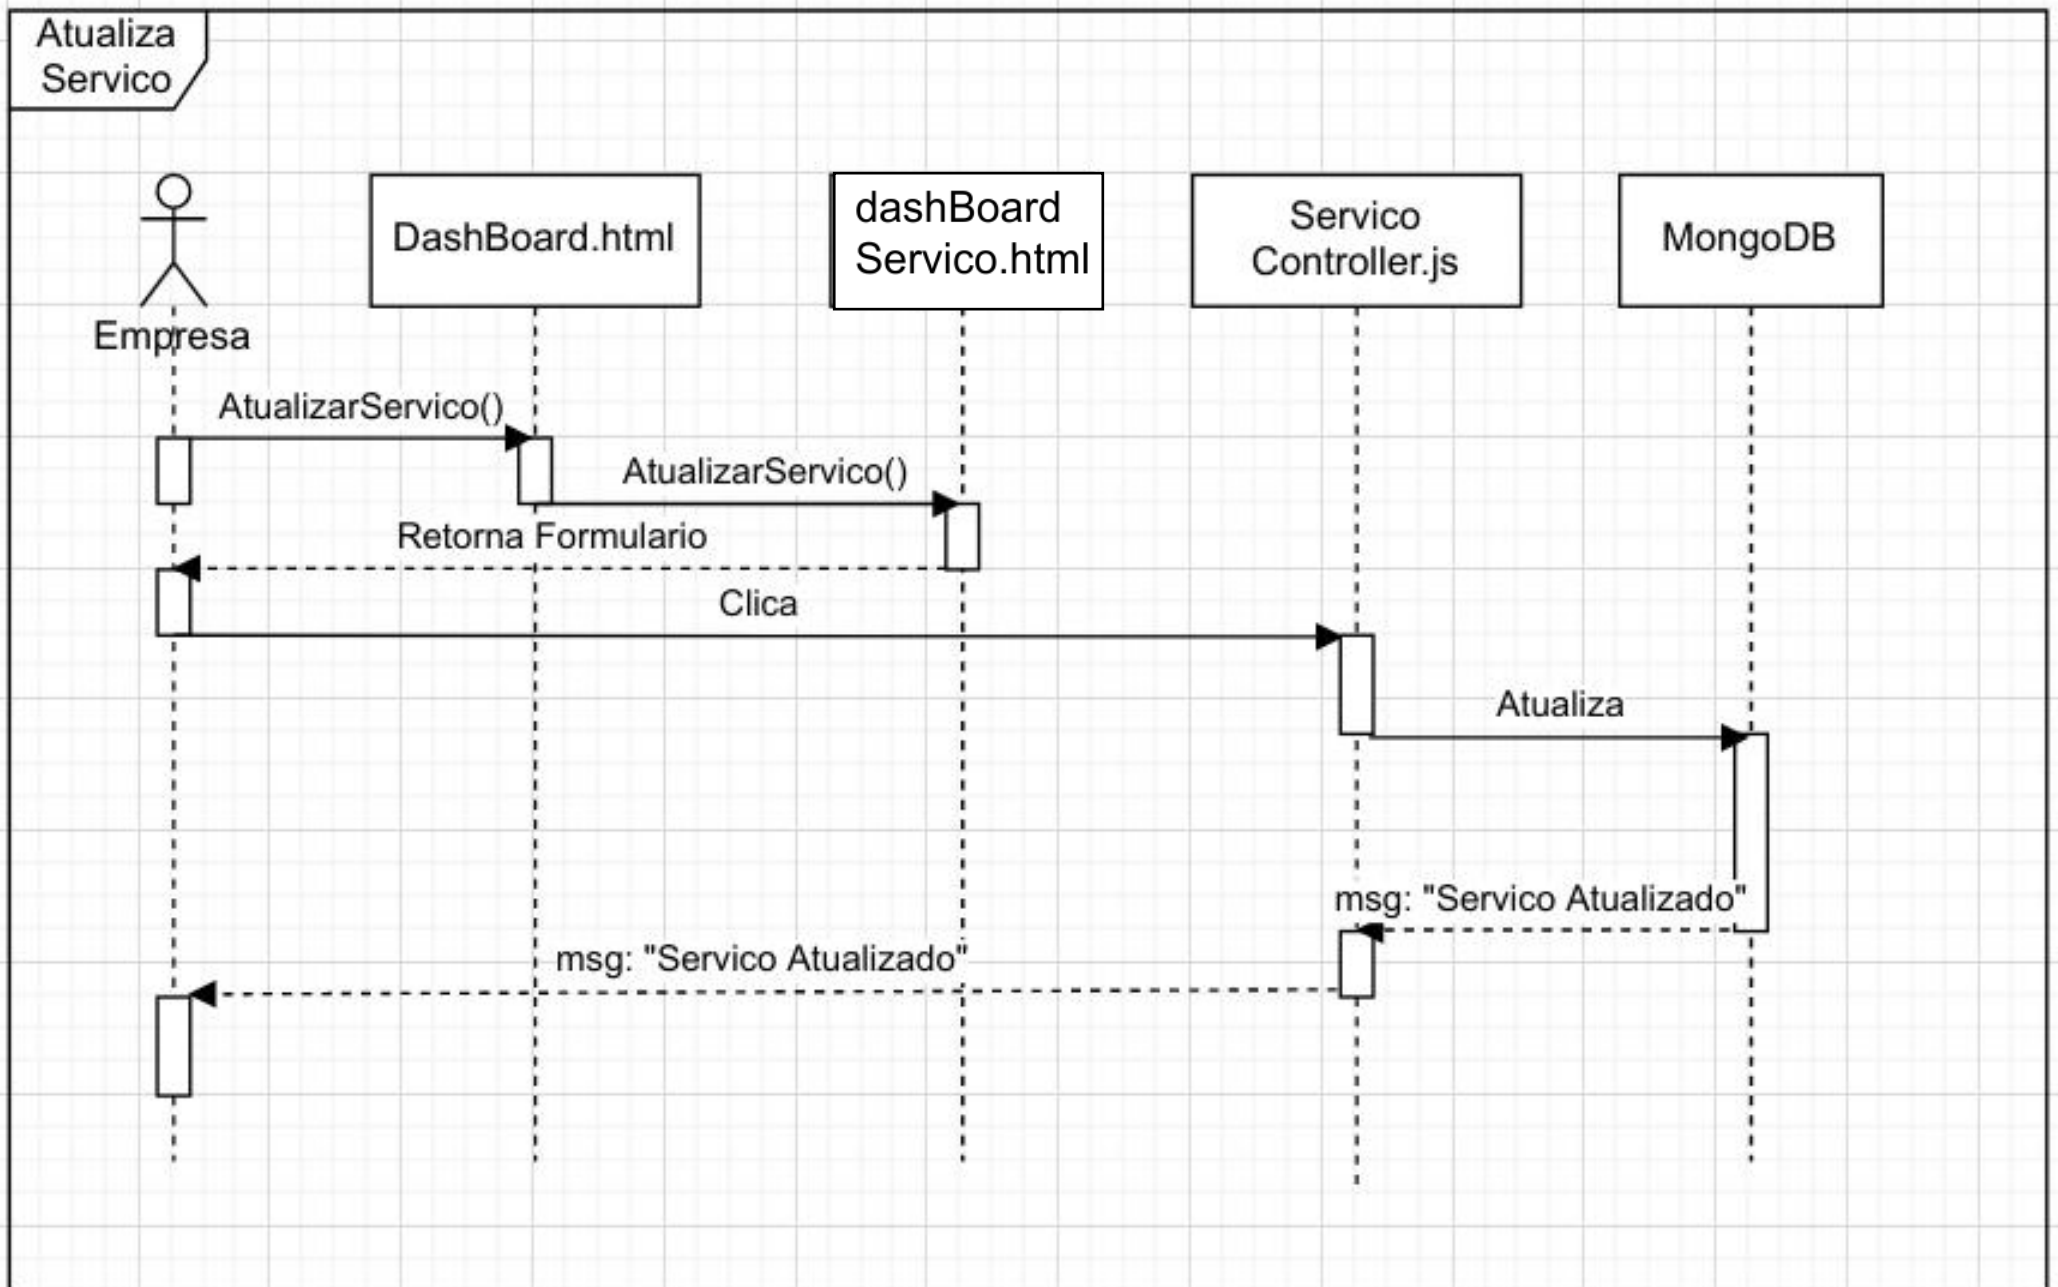 Atualiza
Servico
DashBoard.html
dashBoard
Servico.html
Servico
Controller.js
MongoDB
Empresa
AtualizarServico()
AtualizarServico()
Retorna Formulario
Clica
Atualiza
msg: "Servico Atualizado"
msg: "Servico Atualizado"